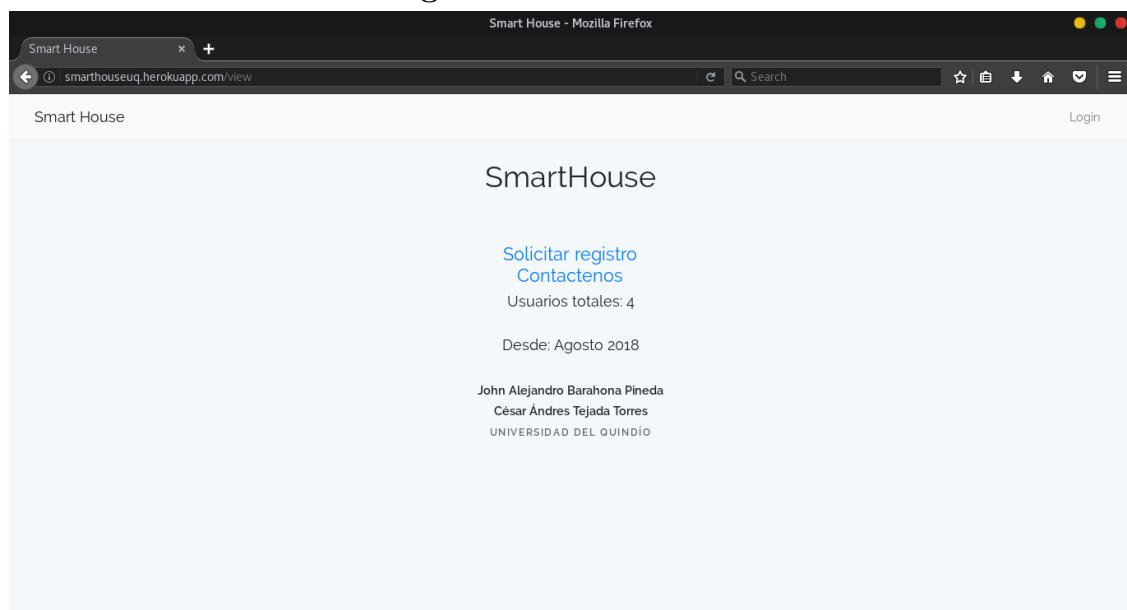 Smart House - Mozilla Firefox
Smart House
smarthouseuq.herokuapp.com/view
Search
Smart House
Login
SmartHouse
Solicitar registro
Contactenos
Usuarios totales: 4
Desde: Agosto 2018
John Alejandro Barahona Pineda
César Ándres Tejada Torres
UNIVERSIDAD DEL QUINDÍO